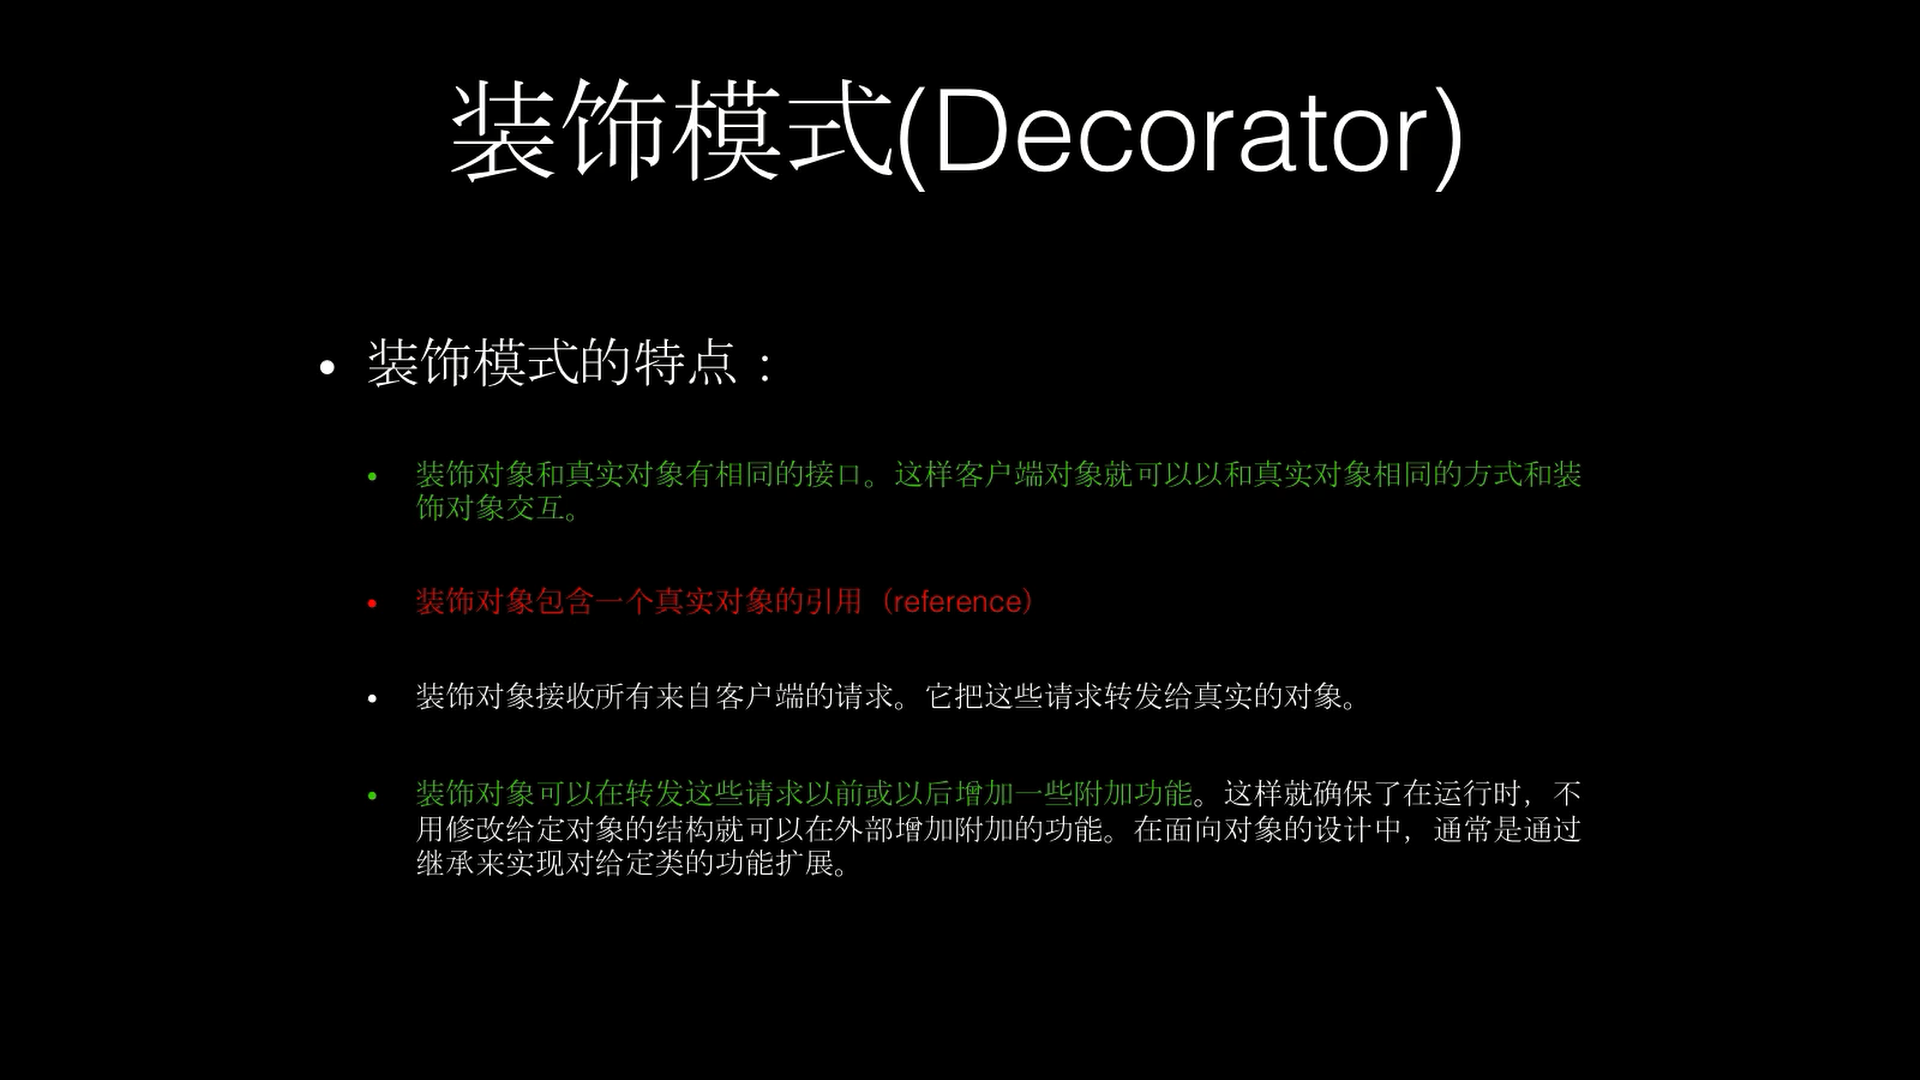 装饰模式(Decorator)
• 装饰模式的特点：
• 装饰对象和真实对象有相同的接口。这样客户端对象就可以以和真实对象相同的方式和装
饰对象交互。
• 装饰对象包含一个真实对象的引用（reference）
• 装饰对象接收所有来自客户端的请求。它把这些请求转发给真实的对象。
• 装饰对象可以在转发这些请求以前或以后增加一些附加功能。这样就确保了在运行时，不
用修改给定对象的结构就可以在外部增加附加的功能。在面向对象的设计中，通常是通过
继承来实现对给定类的功能扩展。